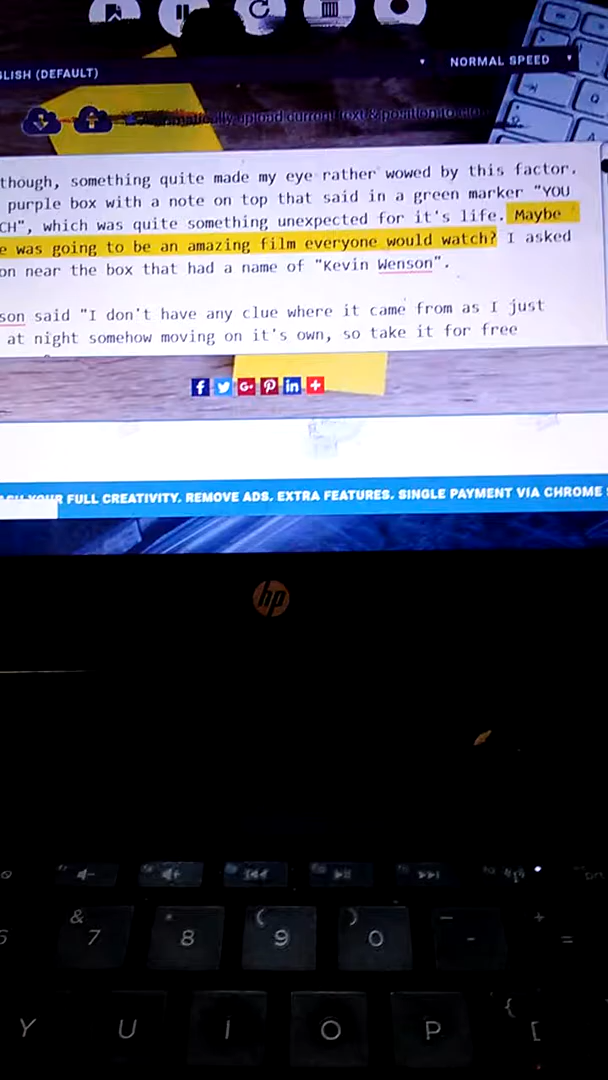 LISH (DEFAULT)
NORMAL SPEED
though, something quite made my eye rather wowed by this factor.
purple box with a note on top that said in a green marker "YOU
CH", which was quite something unexpected for it's life. Maybe
e was going to be an amazing film everyone would watch? I asked
on near the box that had a name of "Kevin Wenson".
son said "I don't have any clue where it came from as I just
at night somehow moving on it's own, so take it for free
FULL CREATIVITY. REMOVE ADS. EXTRA FEATURES. SINGLE PAYMENT VIA CHROME
hp
& 7 * 8 ( 9 ) 0 - - + =
Y U I O P { [